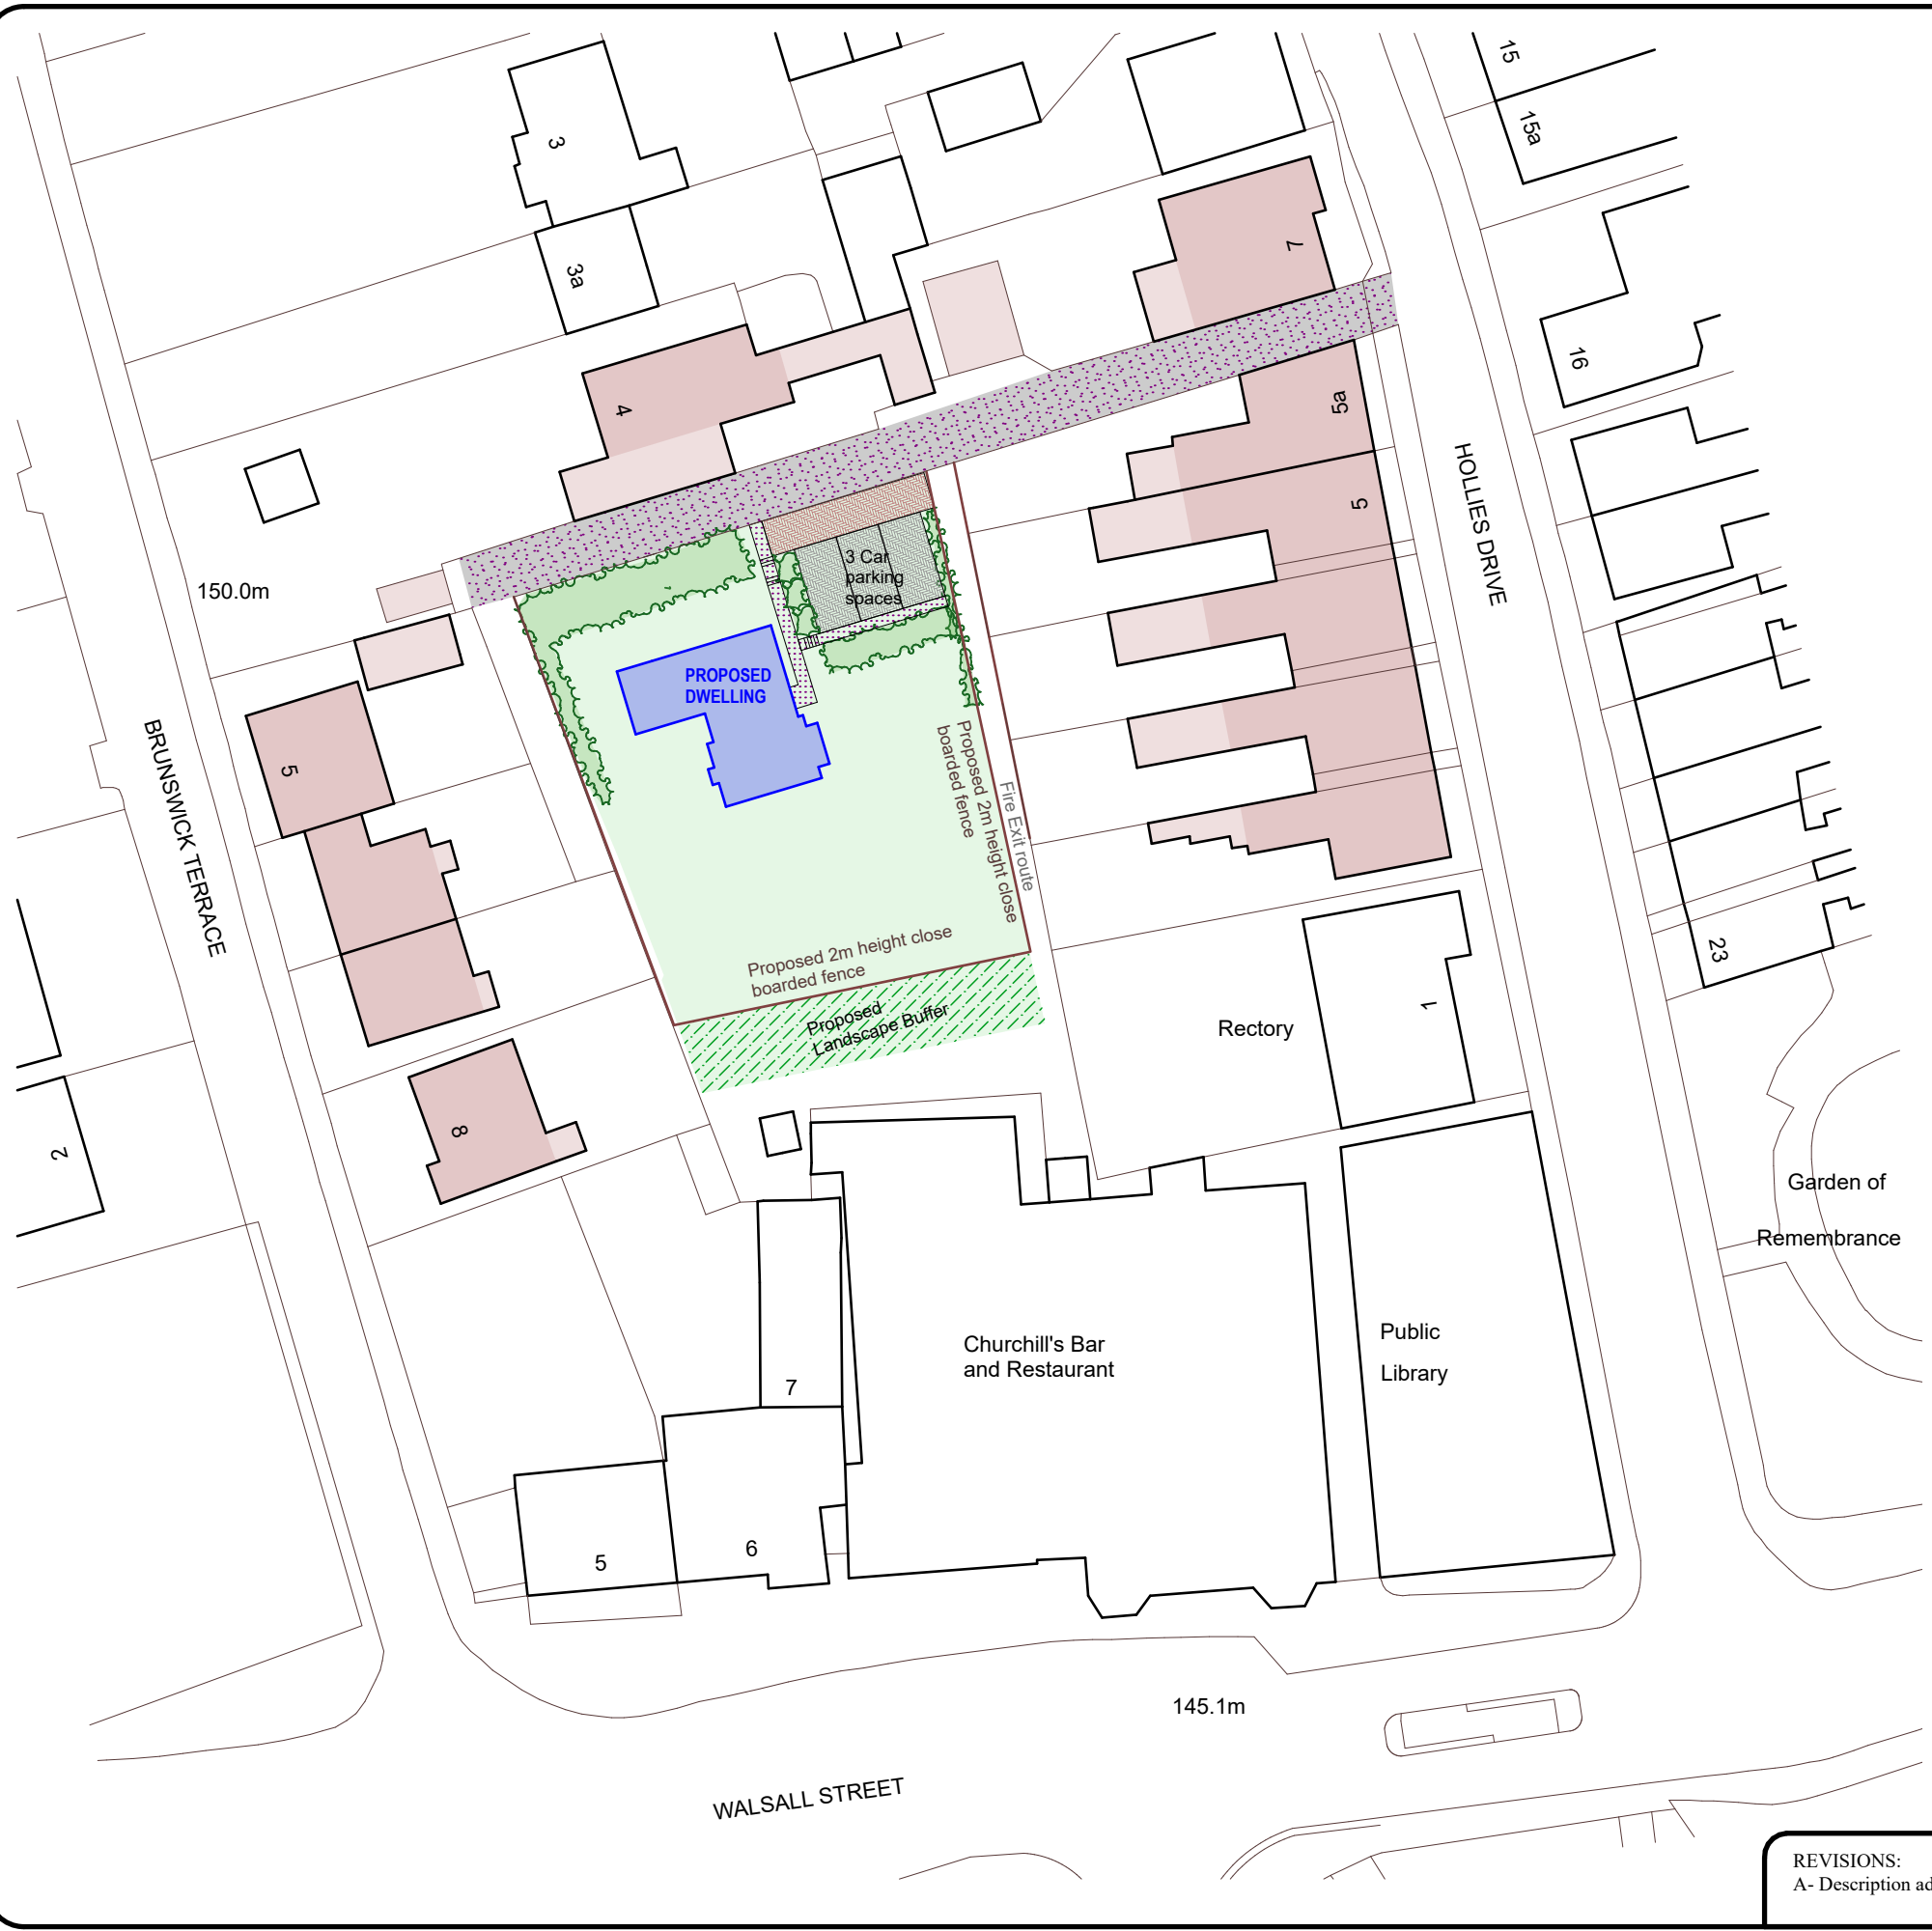 15
15a
3
3a
7
4
5a
16
5
HOLLIES DRIVE
150.0m
3 Car
parking
spaces
PROPOSED
DWELLING
BRUNSWICK TERRACE
5
Proposed 2m height close
boarded fence
Fire Exit route
Proposed 2m height close
boarded fence
23
Proposed
Landscape Buffer
Rectory
1
2
8
Garden of
Remembrance
Churchill's Bar
and Restaurant
Public
Library
7
6
5
145.1m
WALSALL STREET
REVISIONS:
A- Description ad